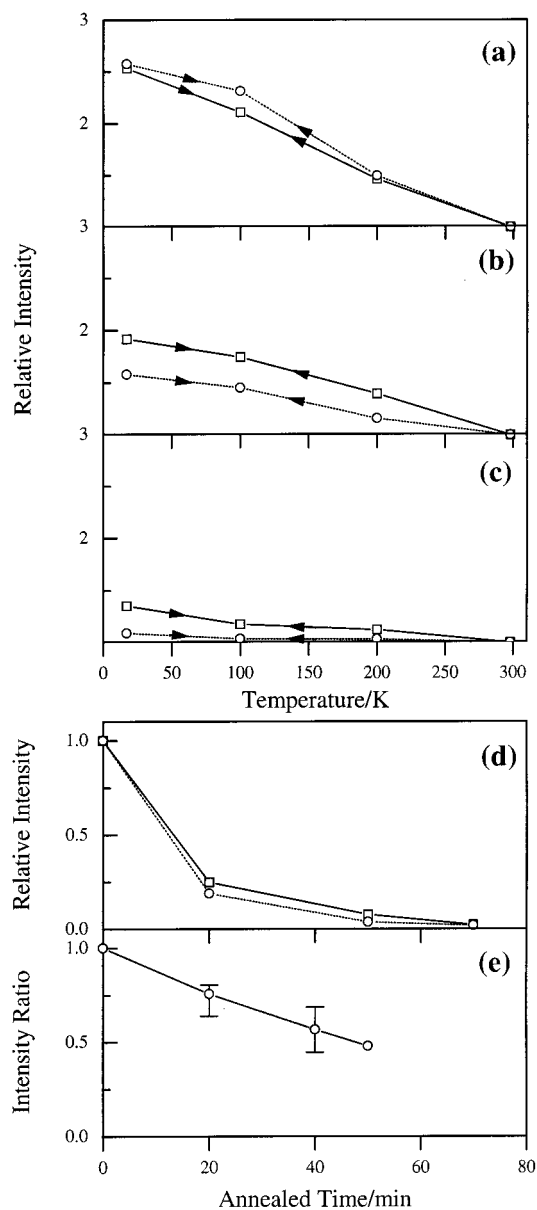 3
(a)
2
3
(b)
Relative Intensity
2
3
(c)
2
0 50 100 150 200 250 300
Temperature/K
1.0
(d)
Relative Intensity
0.5
0.0
1.0
(e)
Intensity Ratio
0.5
0.0
0 20 40 60 80
Annealed Time/min